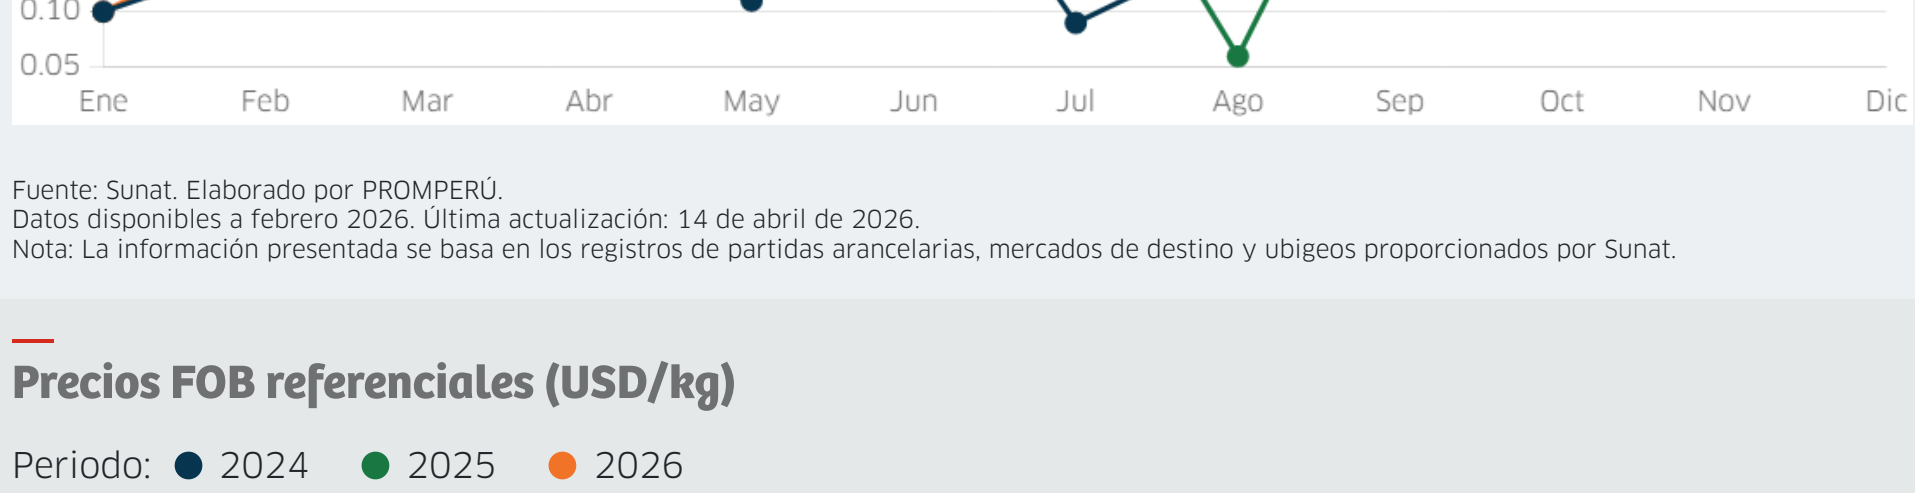 0.10
0.05
Ene Feb Mar Abr May Jun Jul Ago Sep Oct Nov Dic
Fuente: Sunat. Elaborado por PROMPERÚ.
Datos disponibles a febrero 2026. Última actualización: 14 de abril de 2026.
Nota: La información presentada se basa en los registros de partidas arancelarias, mercados de destino y ubigeos proporcionados por Sunat.
Precios FOB referenciales (USD/kg)
Periodo: 2024 2025 2026